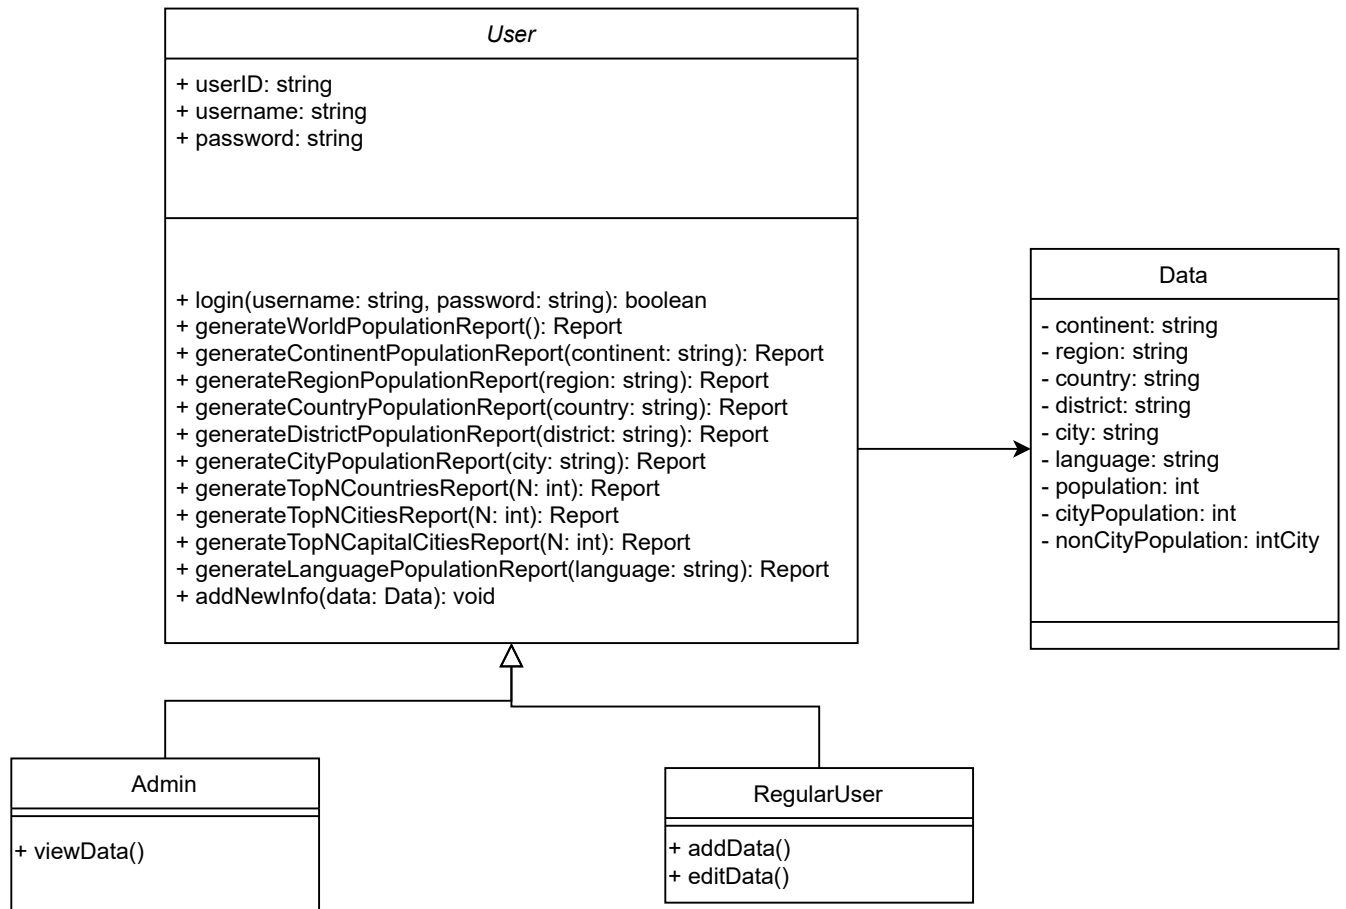 User
+ userID: string
+ username: string
+ password: string
+ login(username: string, password: string): boolean
+ generateWorldPopulationReport(): Report
+ generateContinentPopulationReport(continent: string): Report
+ generateRegionPopulationReport(region: string): Report
+ generateCountryPopulationReport(country: string): Report
+ generateDistrictPopulationReport(district: string): Report
+ generateCityPopulationReport(city: string): Report
+ generateTopNCountriesReport(N: int): Report
+ generateTopNCitiesReport(N: int): Report
+ generateTopNCapitalCitiesReport(N: int): Report
+ generateLanguagePopulationReport(language: string): Report
+ addNewInfo(data: Data): void
Data
- continent: string
- region: string
- country: string
- district: string
- city: string
- language: string
- population: int
- cityPopulation: int
- nonCityPopulation: intCity
Admin
+ viewData()
RegularUser
+ addData()
+ editData()